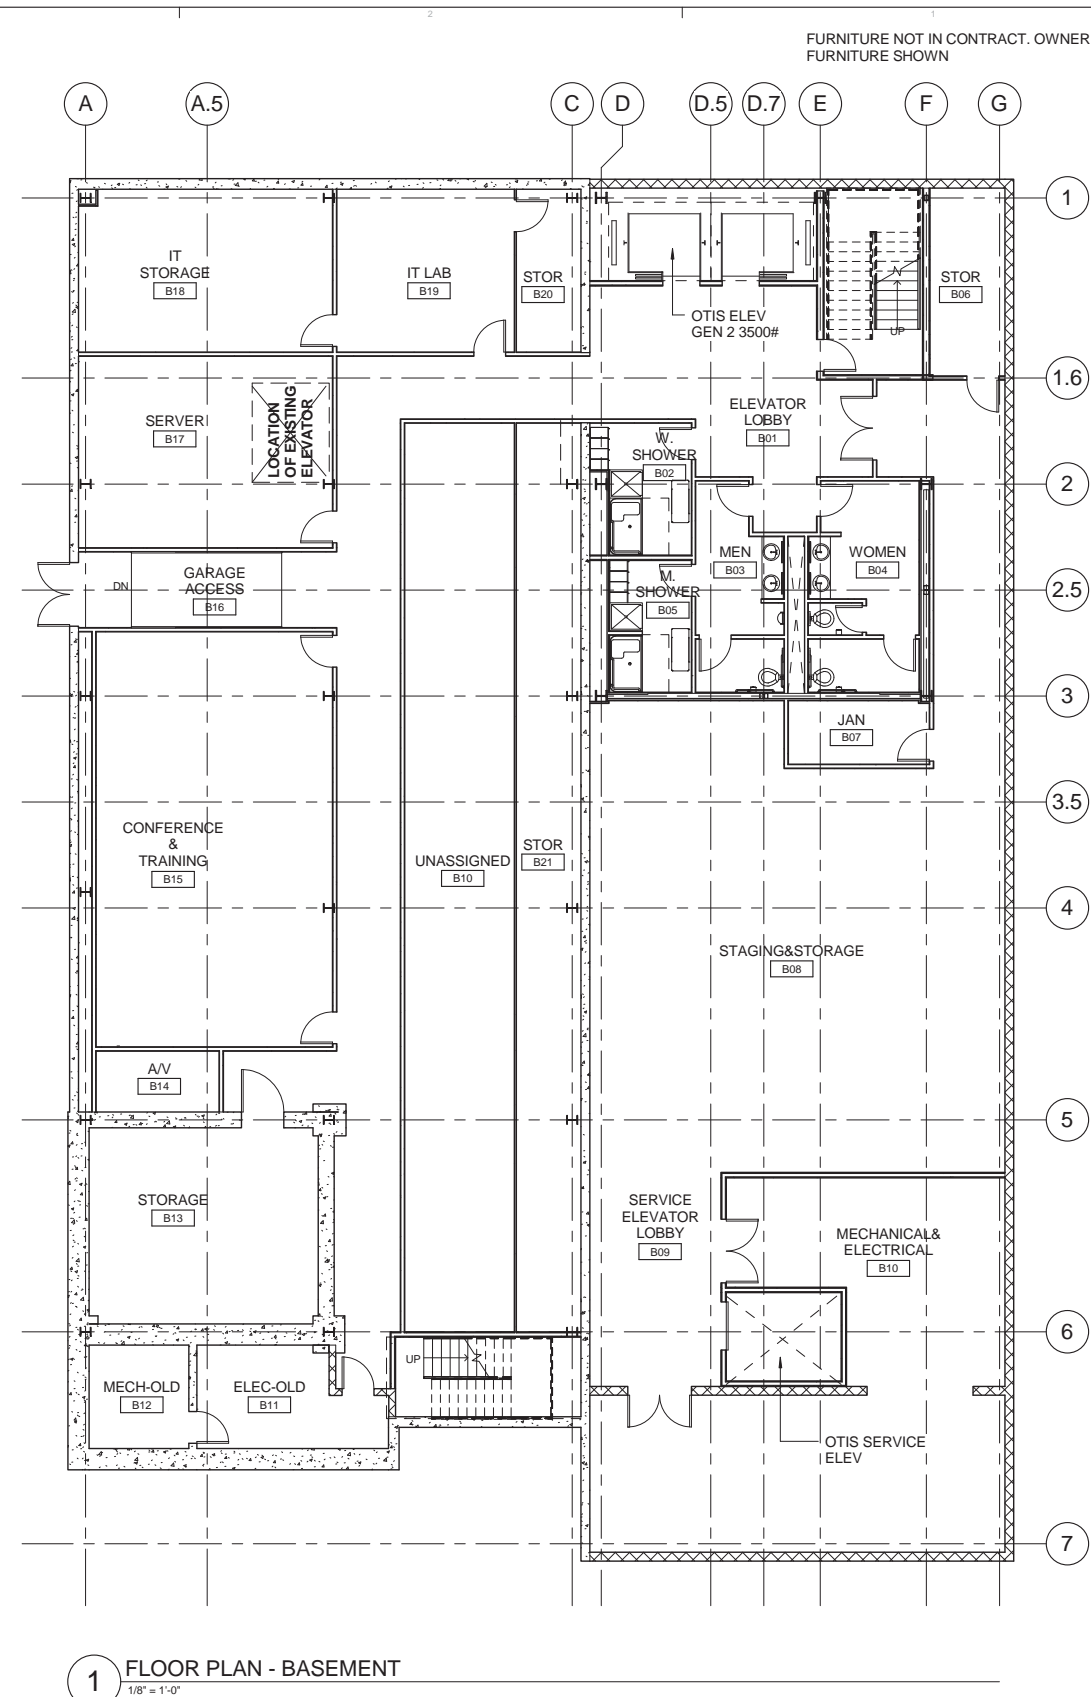 2
1
FURNITURE NOT IN CONTRACT. OWNER
FURNITURE SHOWN
A
A.5
C
D
D.5
D.7
E
F
G
1
IT
STORAGE
B18
IT LAB
B19
STOR
B20
STOR
B06
OTIS ELEV
GEN 2 3500#
UP
1.6
SERVER
B17
LOCATION
OF EXISTING
ELEVATOR
ELEVATOR
LOBBY
B01
W.
SHOWER
B02
2
MEN
B03
WOMEN
B04
GARAGE
ACCESS
B16
DN
M.
SHOWER
B05
2.5
3
JAN
B07
3.5
CONFERENCE
&
TRAINING
B15
UNASSIGNED
B10
STOR
B21
4
STAGING&STORAGE
B08
A/V
B14
5
STORAGE
B13
SERVICE
ELEVATOR
LOBBY
B09
MECHANICAL&
ELECTRICAL
B10
6
UP
MECH-OLD
B12
ELEC-OLD
B11
OTIS SERVICE
ELEV
7
1
FLOOR PLAN - BASEMENT
1/8" = 1'-0"